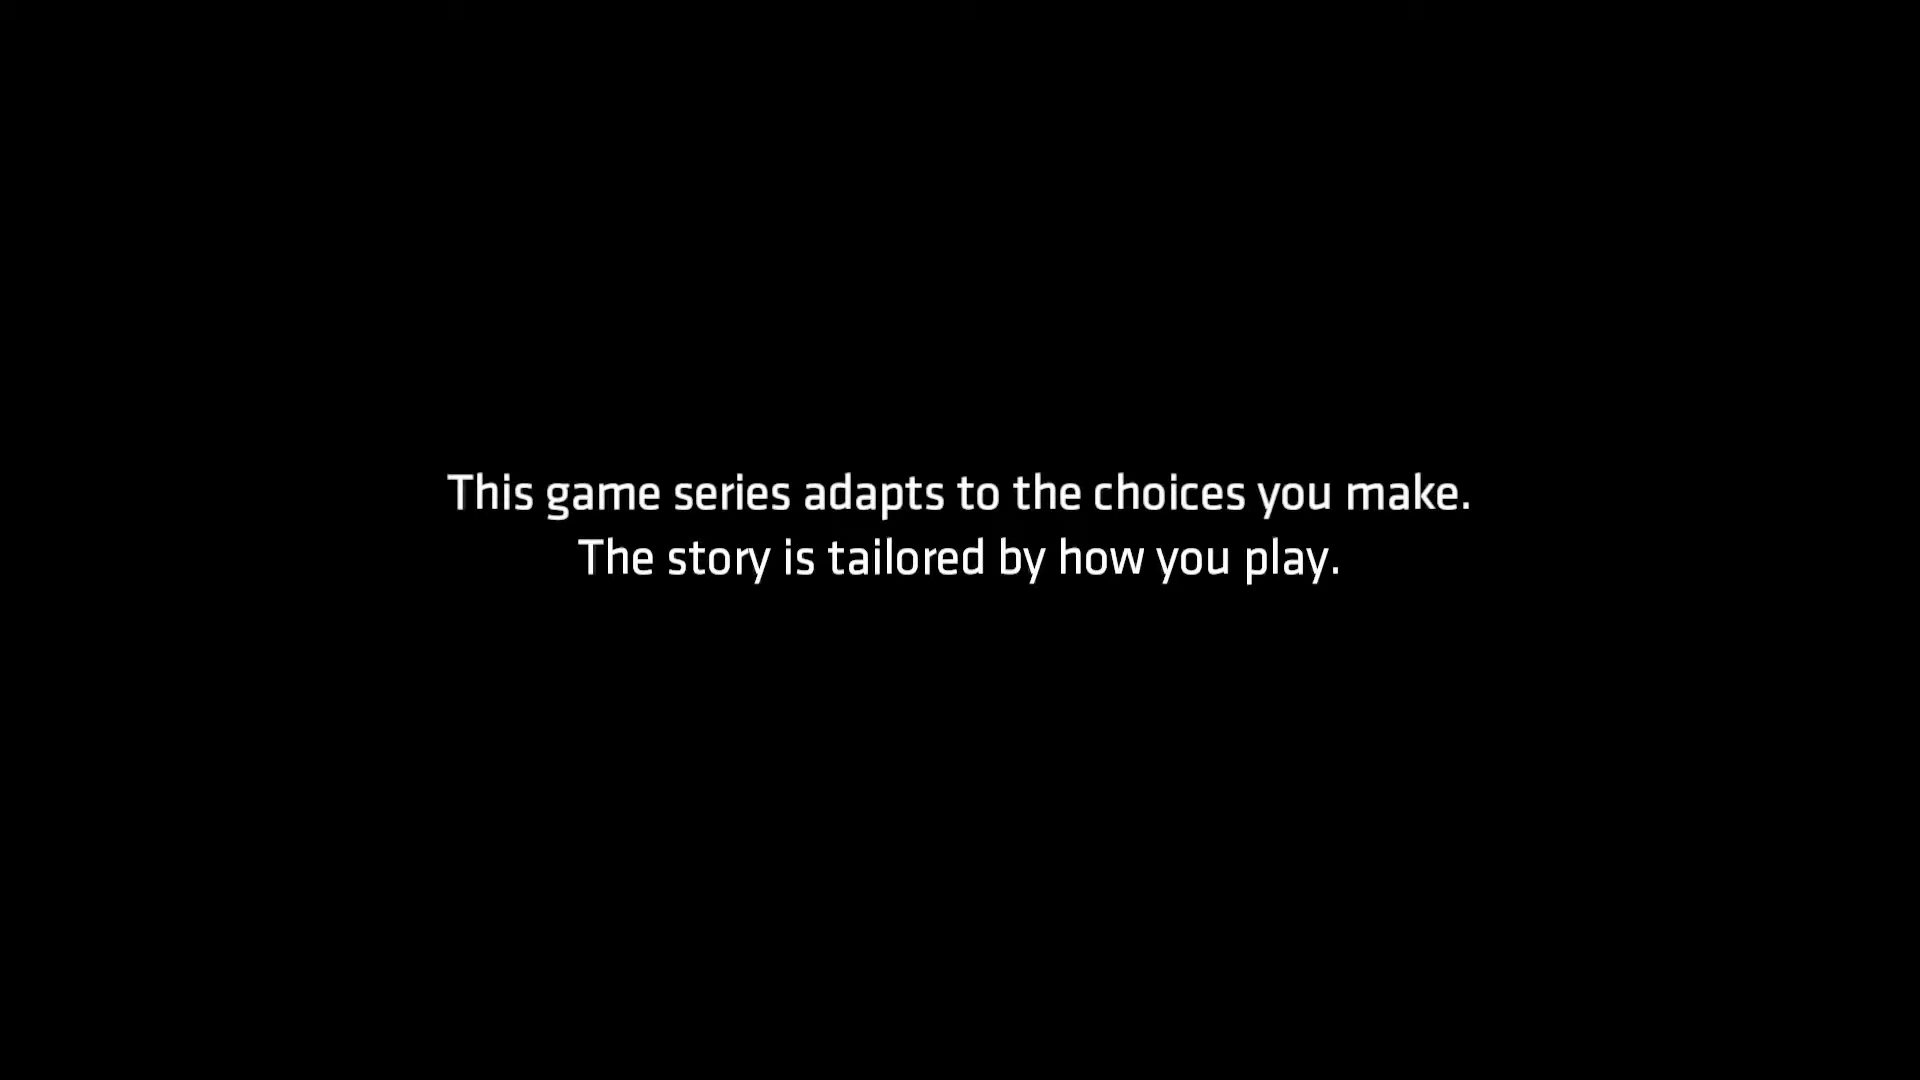 This game series adapts to the choices you make.
The story is tailored by how you play.